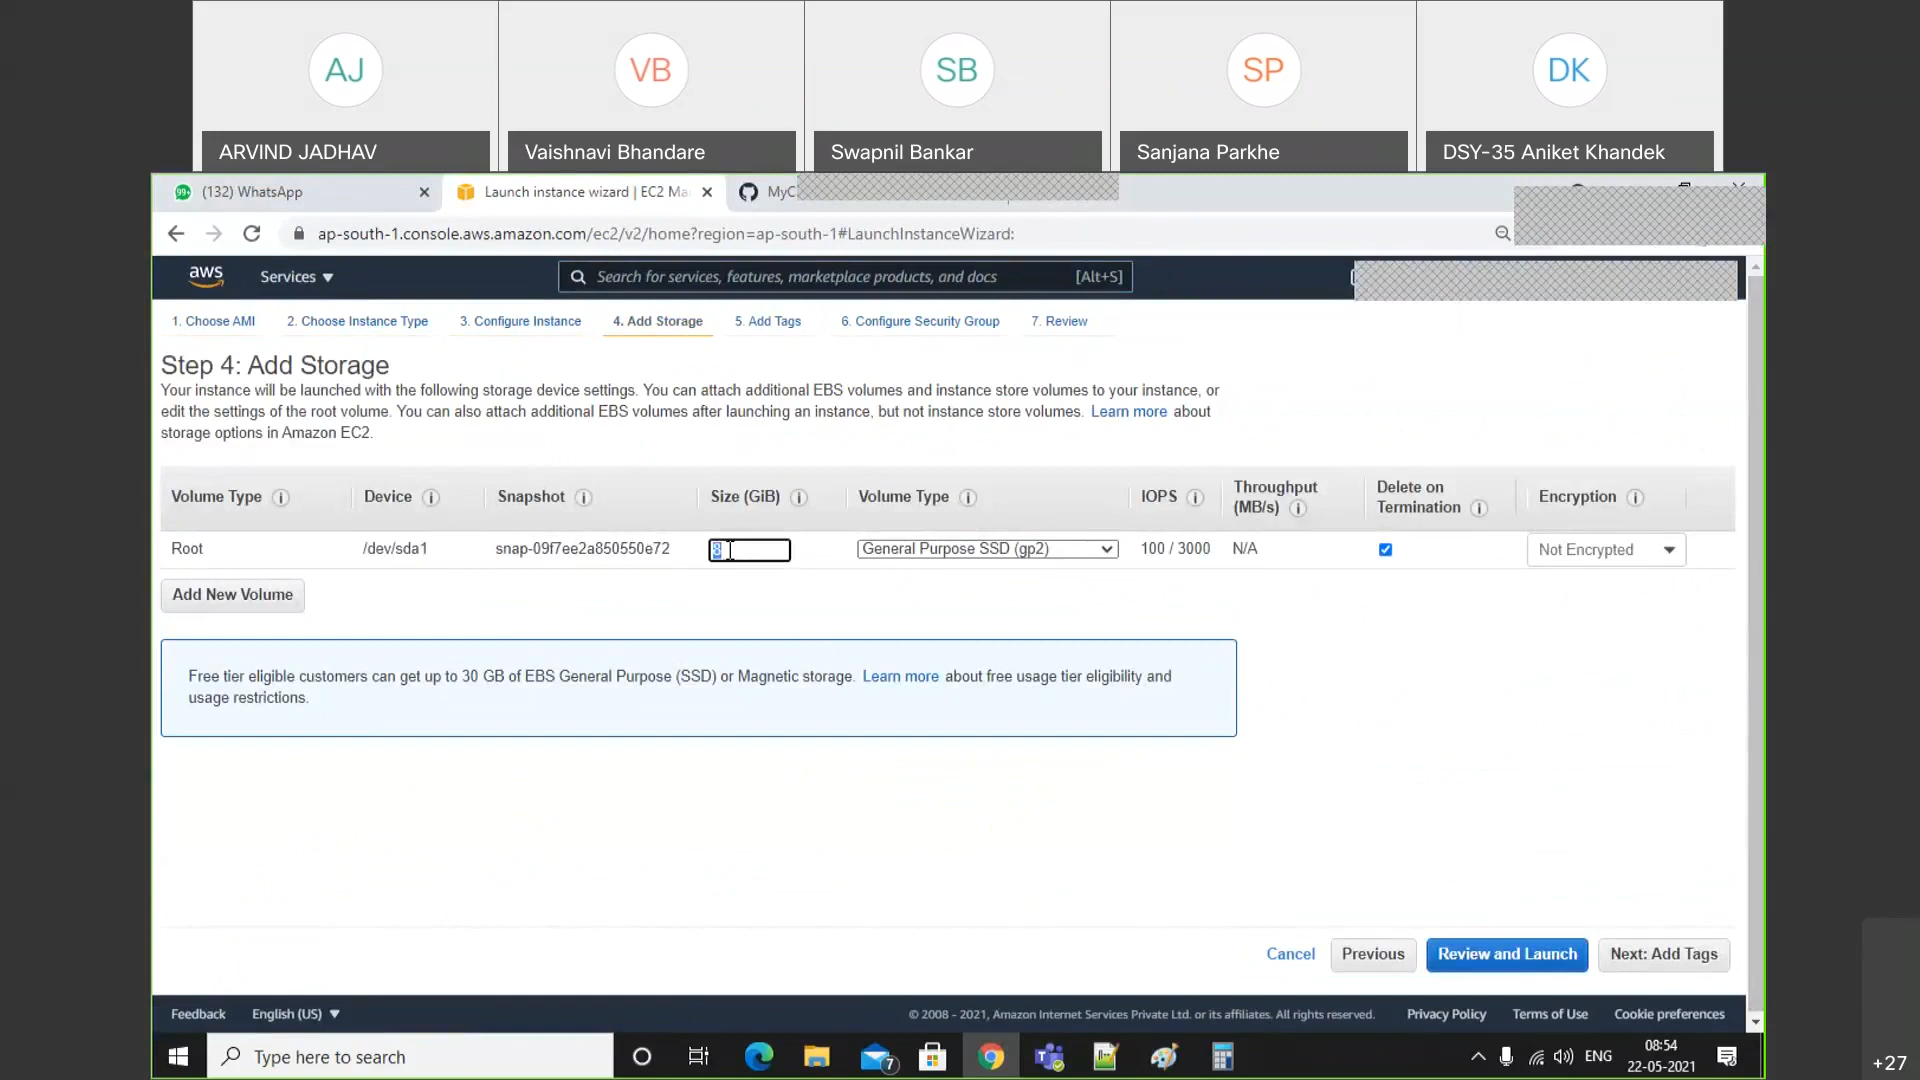 AJ
VB
SB
SP
DK
ARVIND JADHAV
Vaishnavi Bhandare
Swapnil Bankar
Sanjana Parkhe
DSY-35 Aniket Khandek
99+
(132) WhatsApp
Launch instance wizard | EC2 Ma
MyC
ap-south-1.console.aws.amazon.com/ec2/v2/home?region=ap-south-1#LaunchInstanceWizard:
aws
Services
Search for services, features, marketplace products, and docs
[Alt+S]
1. Choose AMI
2. Choose Instance Type
3. Configure Instance
4. Add Storage
5. Add Tags
6. Configure Security Group
7. Review
Step 4: Add Storage
Your instance will be launched with the following storage device settings. You can attach additional EBS volumes and instance store volumes to your instance, or
edit the settings of the root volume. You can also attach additional EBS volumes after launching an instance, but not instance store volumes. Learn more about
storage options in Amazon EC2.
Volume Type
Device
Snapshot
Size (GiB)
Volume Type
IOPS
Throughput
(MB/s)
Delete on
Termination
Encryption
Root
/dev/sda1
snap-09f7ee2a850550e72
8
General Purpose SSD (gp2)
100 / 3000
N/A
Not Encrypted
Add New Volume
Free tier eligible customers can get up to 30 GB of EBS General Purpose (SSD) or Magnetic storage. Learn more about free usage tier eligibility and
usage restrictions.
Cancel
Previous
Review and Launch
Next: Add Tags
Feedback
English (US)
© 2008 - 2021, Amazon Internet Services Private Ltd. or its affiliates. All rights reserved.
Privacy Policy
Terms of Use
Cookie preferences
Type here to search
7
ENG
08:54
22-05-2021
+27